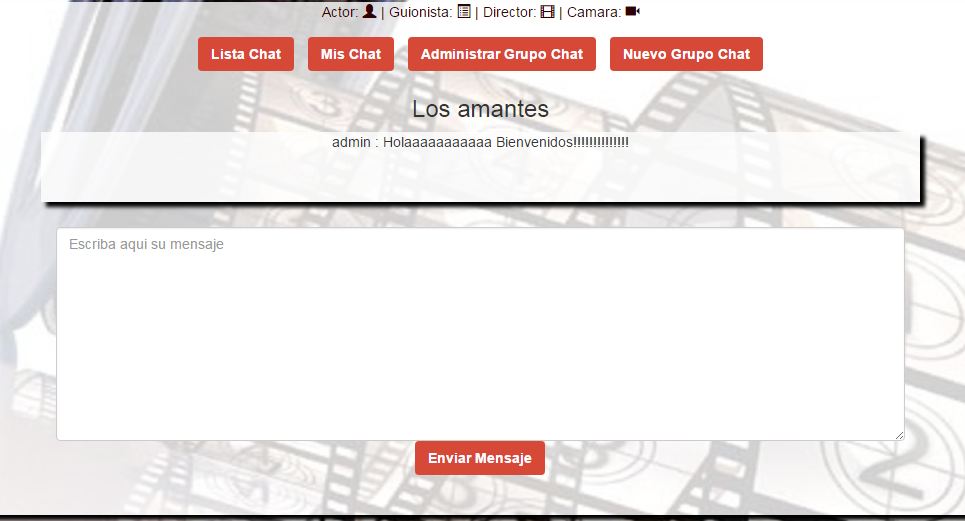 Actor: | Guionista: | Director: | Camara:
Lista Chat Mis Chat Administrar Grupo Chat Nuevo Grupo Chat
Los amantes
admin : Holaaaaaaaaaaa Bienvenidos!!!!!!!!!!!!!!
Escriba aqui su mensaje
Enviar Mensaje